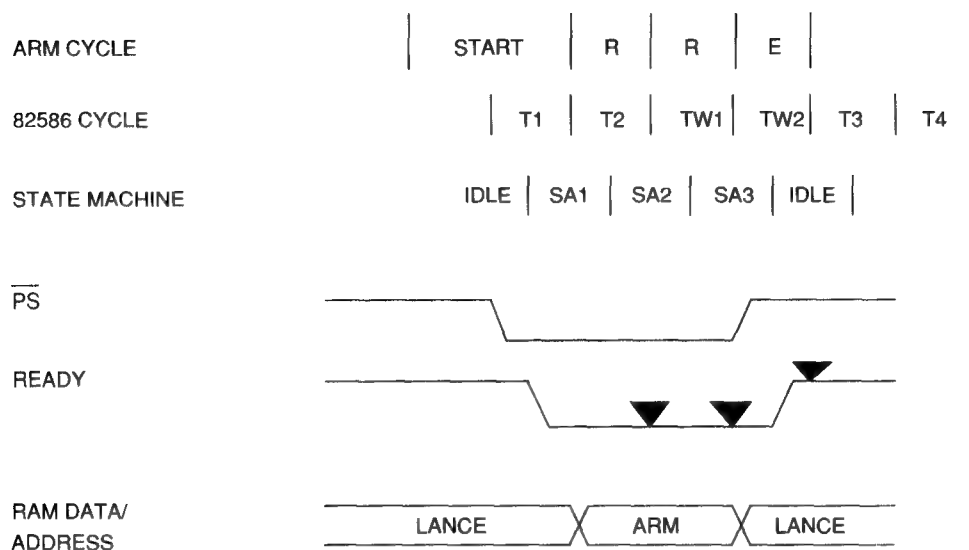 ARM CYCLE START R R E
82586 CYCLE T1 T2 TW1 TW2 T3 T4
STATE MACHINE IDLE SA1 SA2 SA3 IDLE
PS
READY
RAM DATA/
ADDRESS LANCE ARM LANCE